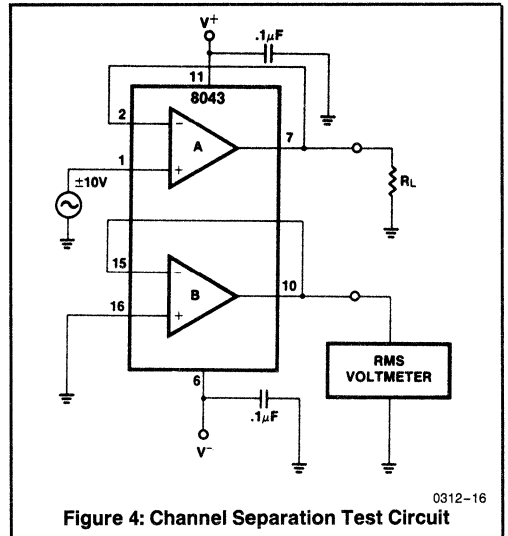 V+
.1μF
11
8043
2
−
A
7
1
+
±10V
RL
15
−
B
10
16
+
RMS
VOLTMETER
6
.1μF
V−
0312–16
Figure 4: Channel Separation Test Circuit